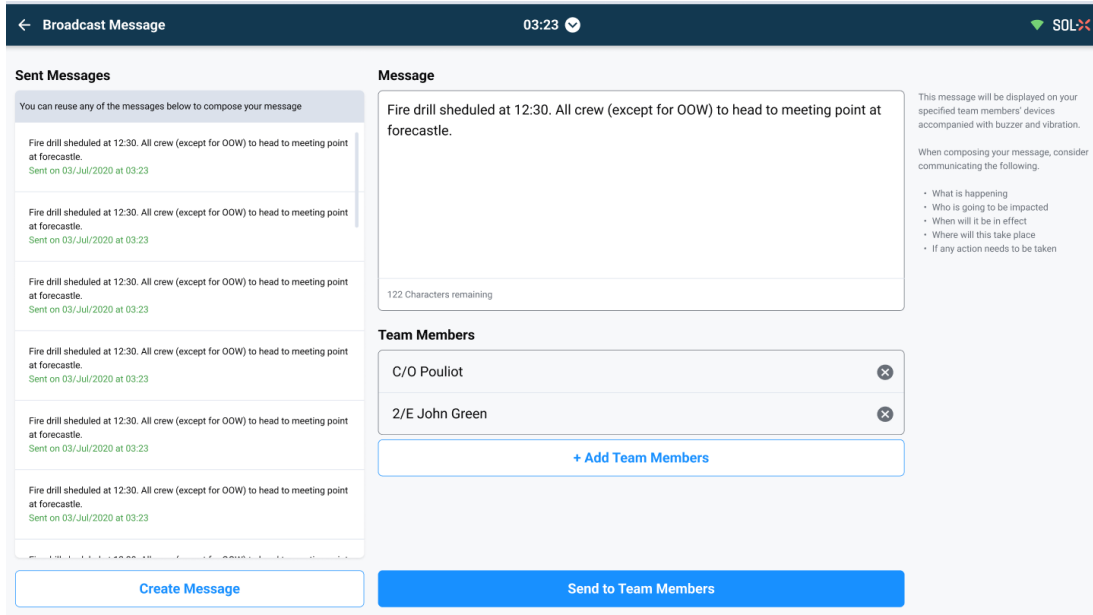 Broadcast Message
03:23
SOL-X
Sent Messages
You can reuse any of the messages below to compose your message
Fire drill sheduled at 12:30. All crew (except for OOW) to head to meeting point
at forecastle.
Sent on 03/Jul/2020 at 03:23
Fire drill sheduled at 12:30. All crew (except for OOW) to head to meeting point
at forecastle.
Sent on 03/Jul/2020 at 03:23
Fire drill sheduled at 12:30. All crew (except for OOW) to head to meeting point
at forecastle.
Sent on 03/Jul/2020 at 03:23
Fire drill sheduled at 12:30. All crew (except for OOW) to head to meeting point
at forecastle.
Sent on 03/Jul/2020 at 03:23
Fire drill sheduled at 12:30. All crew (except for OOW) to head to meeting point
at forecastle.
Sent on 03/Jul/2020 at 03:23
Fire drill sheduled at 12:30. All crew (except for OOW) to head to meeting point
at forecastle.
Sent on 03/Jul/2020 at 03:23
Create Message
Message
Fire drill sheduled at 12:30. All crew (except for OOW) to head to meeting point at
forecastle.
122 Characters remaining
Team Members
C/O Pouliot
2/E John Green
+ Add Team Members
Send to Team Members
This message will be displayed on your
specified team members' devices
accompanied with buzzer and vibration.
When composing your message, consider
communicating the following.
• What is happening
• Who is going to be impacted
• When will it be in effect
• Where will this take place
• If any action needs to be taken